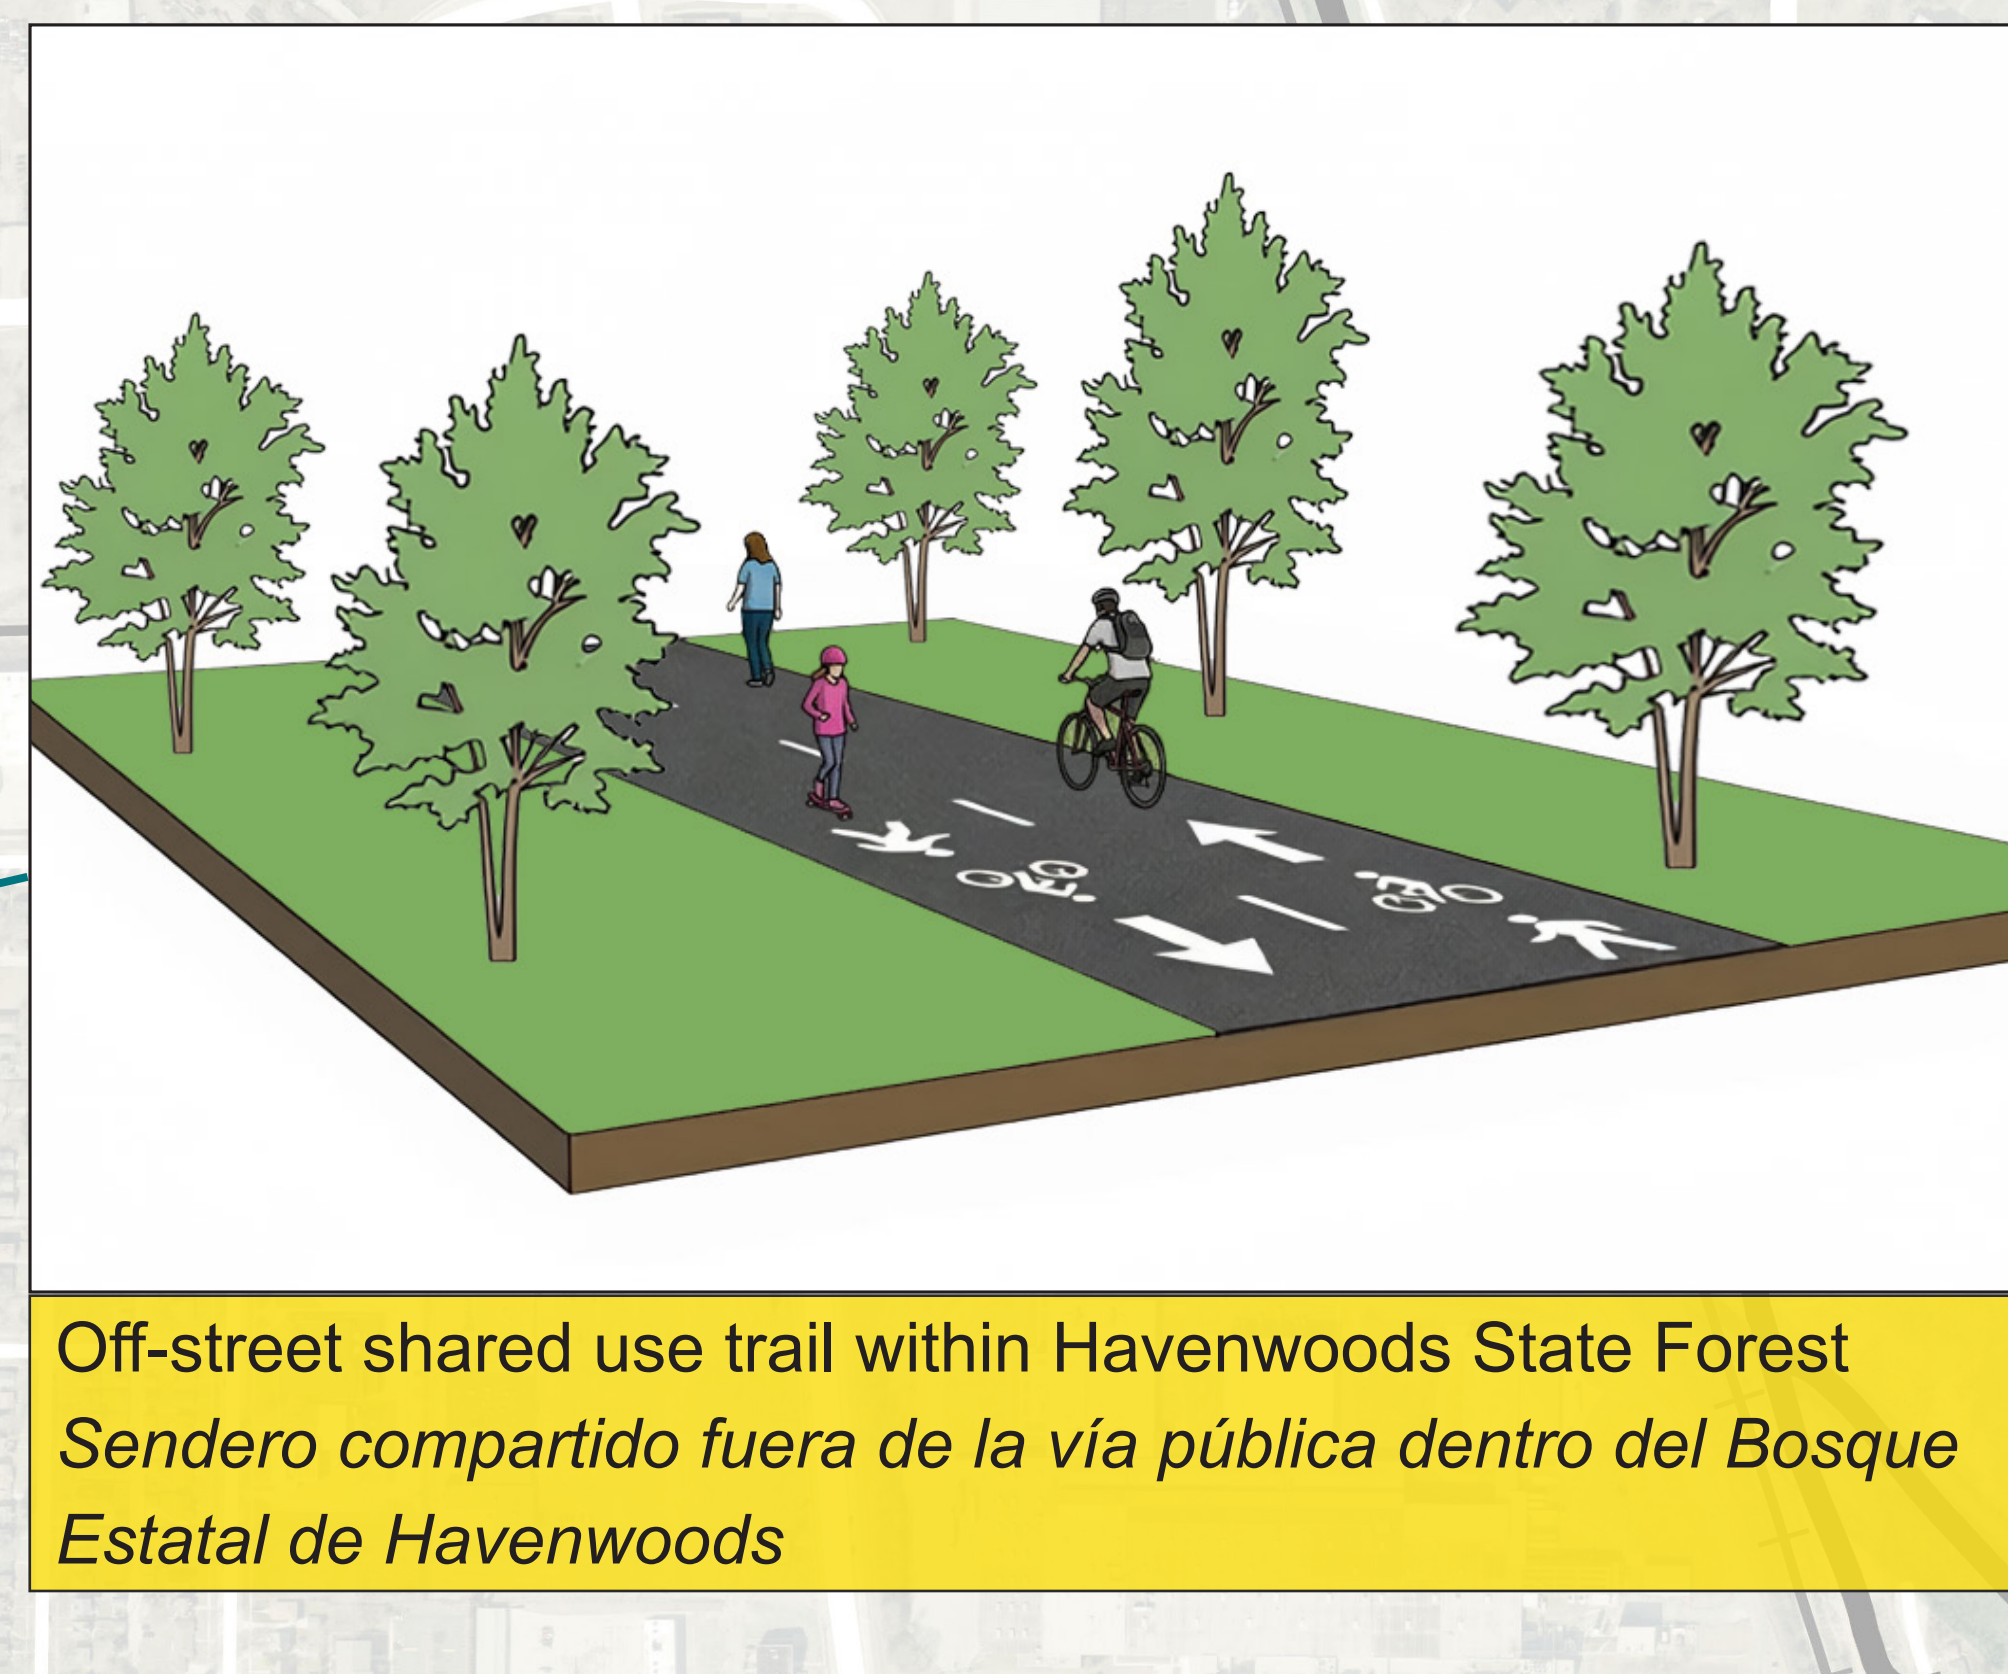 Off-street shared use trail within Havenwoods State Forest
Sendero compartido fuera de la vía pública dentro del Bosque
Estatal de Havenwoods